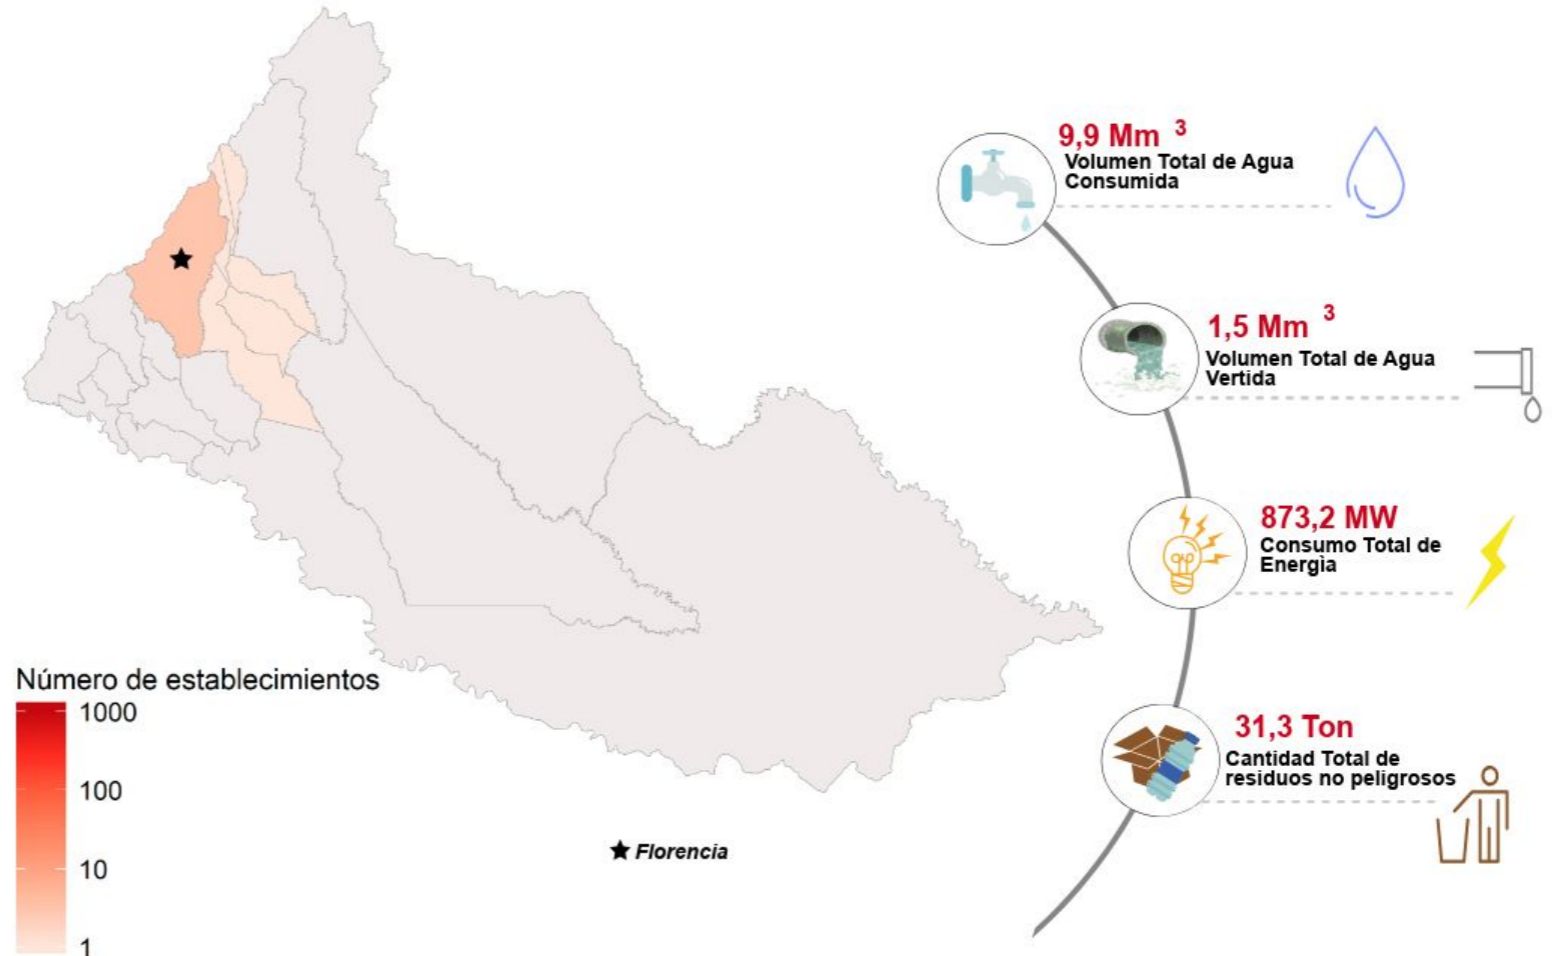 9,9 Mm 3
Volumen Total de Agua
Consumida
1,5 Mm 3
Volumen Total de Agua
Vertida
873,2 MW
Consumo Total de
Energìa
31,3 Ton
Cantidad Total de
residuos no peligrosos
Número de establecimientos
1000
100
10
1
Florencia